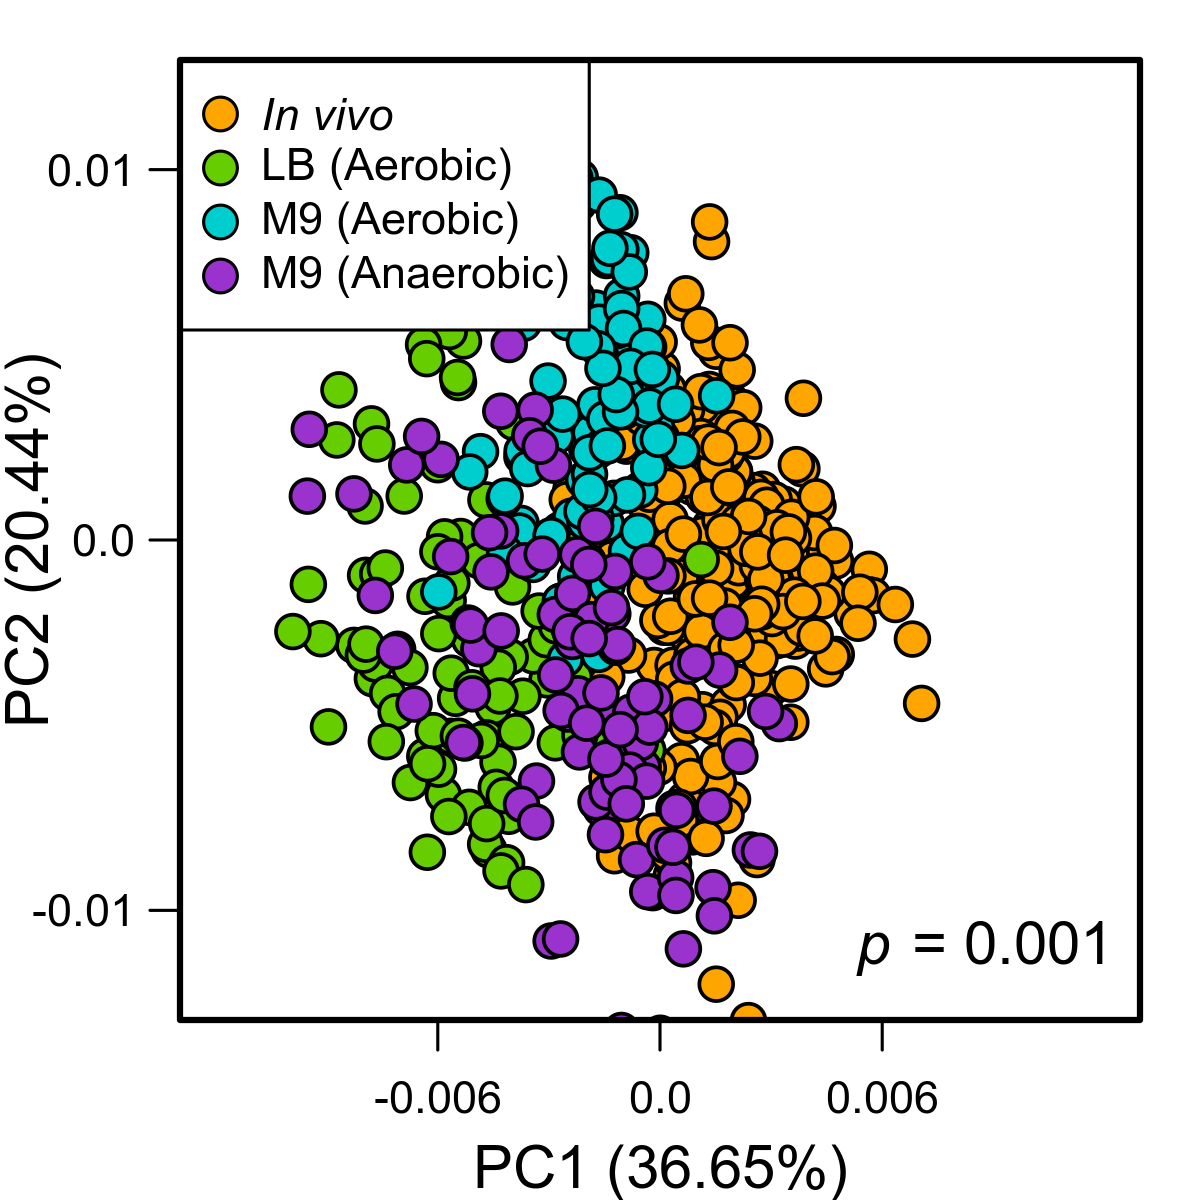 In vivo
LB (Aerobic)
M9 (Aerobic)
M9 (Anaerobic)
0.01
0.0
-0.01
PC2 (20.44%)
p = 0.001
-0.006 0.0 0.006
PC1 (36.65%)